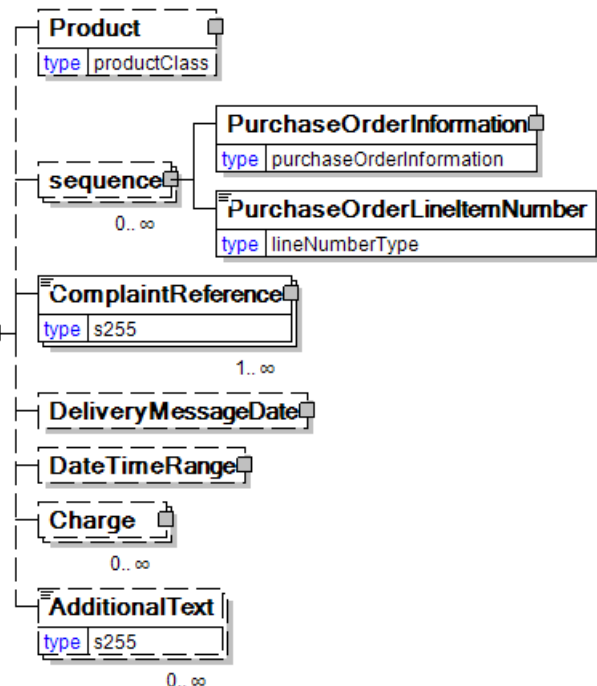 Product
type productClass
PurchaseOrderInformation
type purchaseOrderInformation
sequence
0.. ∞
PurchaseOrderLineItemNumber
type lineNumberType
ComplaintReference
type s255
1.. ∞
DeliveryMessageDate
DateTimeRange
Charge
0.. ∞
AdditionalText
type s255
0.. ∞